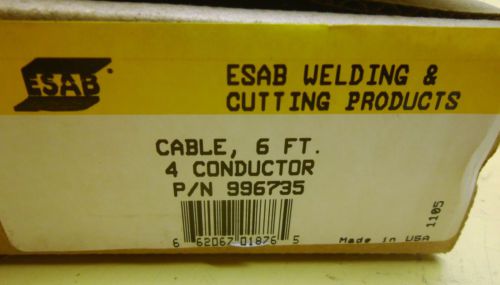 ESAB
ESAB WELDING &
CUTTING PRODUCTS
CABLE, 6 FT.
4 CONDUCTOR
P/N 996735
6 62067 01876 5
Made in USA
1105